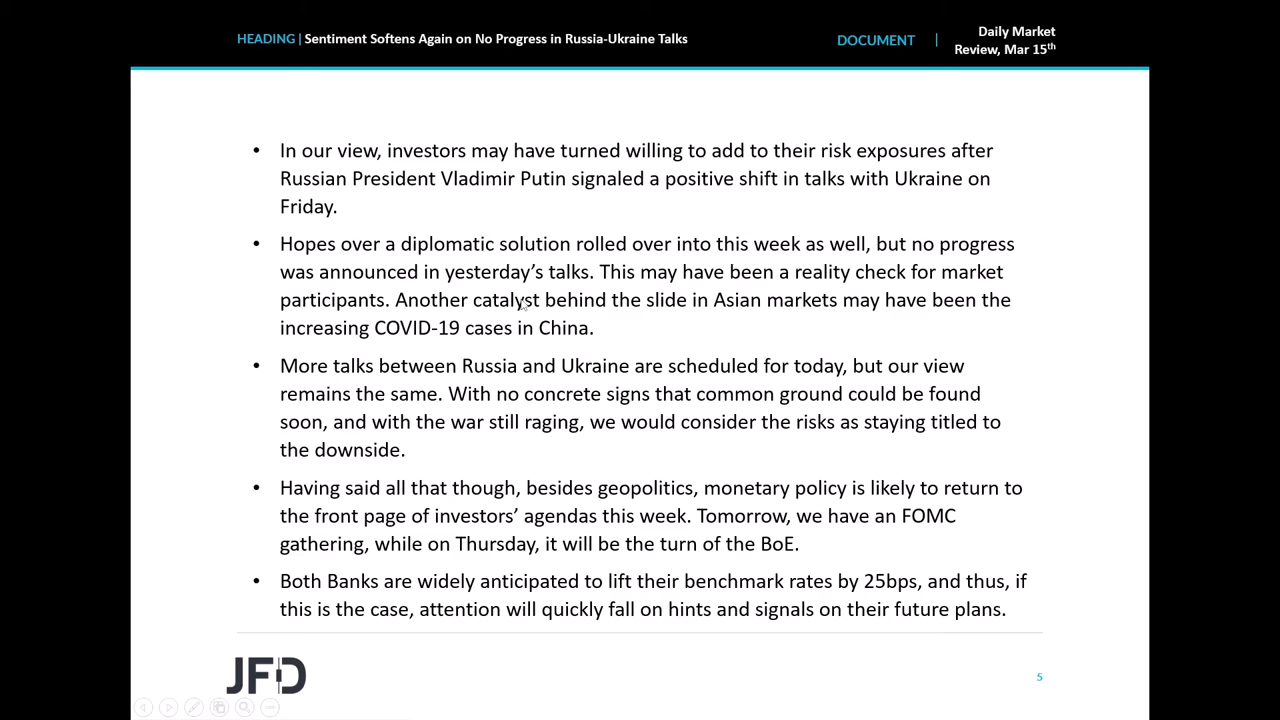 HEADING | Sentiment Softens Again on No Progress in Russia-Ukraine Talks
DOCUMENT |
Daily Market
Review, Mar 15th
• In our view, investors may have turned willing to add to their risk exposures after
Russian President Vladimir Putin signaled a positive shift in talks with Ukraine on
Friday.
• Hopes over a diplomatic solution rolled over into this week as well, but no progress
was announced in yesterday’s talks. This may have been a reality check for market
participants. Another catalyst behind the slide in Asian markets may have been the
increasing COVID-19 cases in China.
• More talks between Russia and Ukraine are scheduled for today, but our view
remains the same. With no concrete signs that common ground could be found
soon, and with the war still raging, we would consider the risks as staying titled to
the downside.
• Having said all that though, besides geopolitics, monetary policy is likely to return to
the front page of investors’ agendas this week. Tomorrow, we have an FOMC
gathering, while on Thursday, it will be the turn of the BoE.
• Both Banks are widely anticipated to lift their benchmark rates by 25bps, and thus, if
this is the case, attention will quickly fall on hints and signals on their future plans.
JFD
5